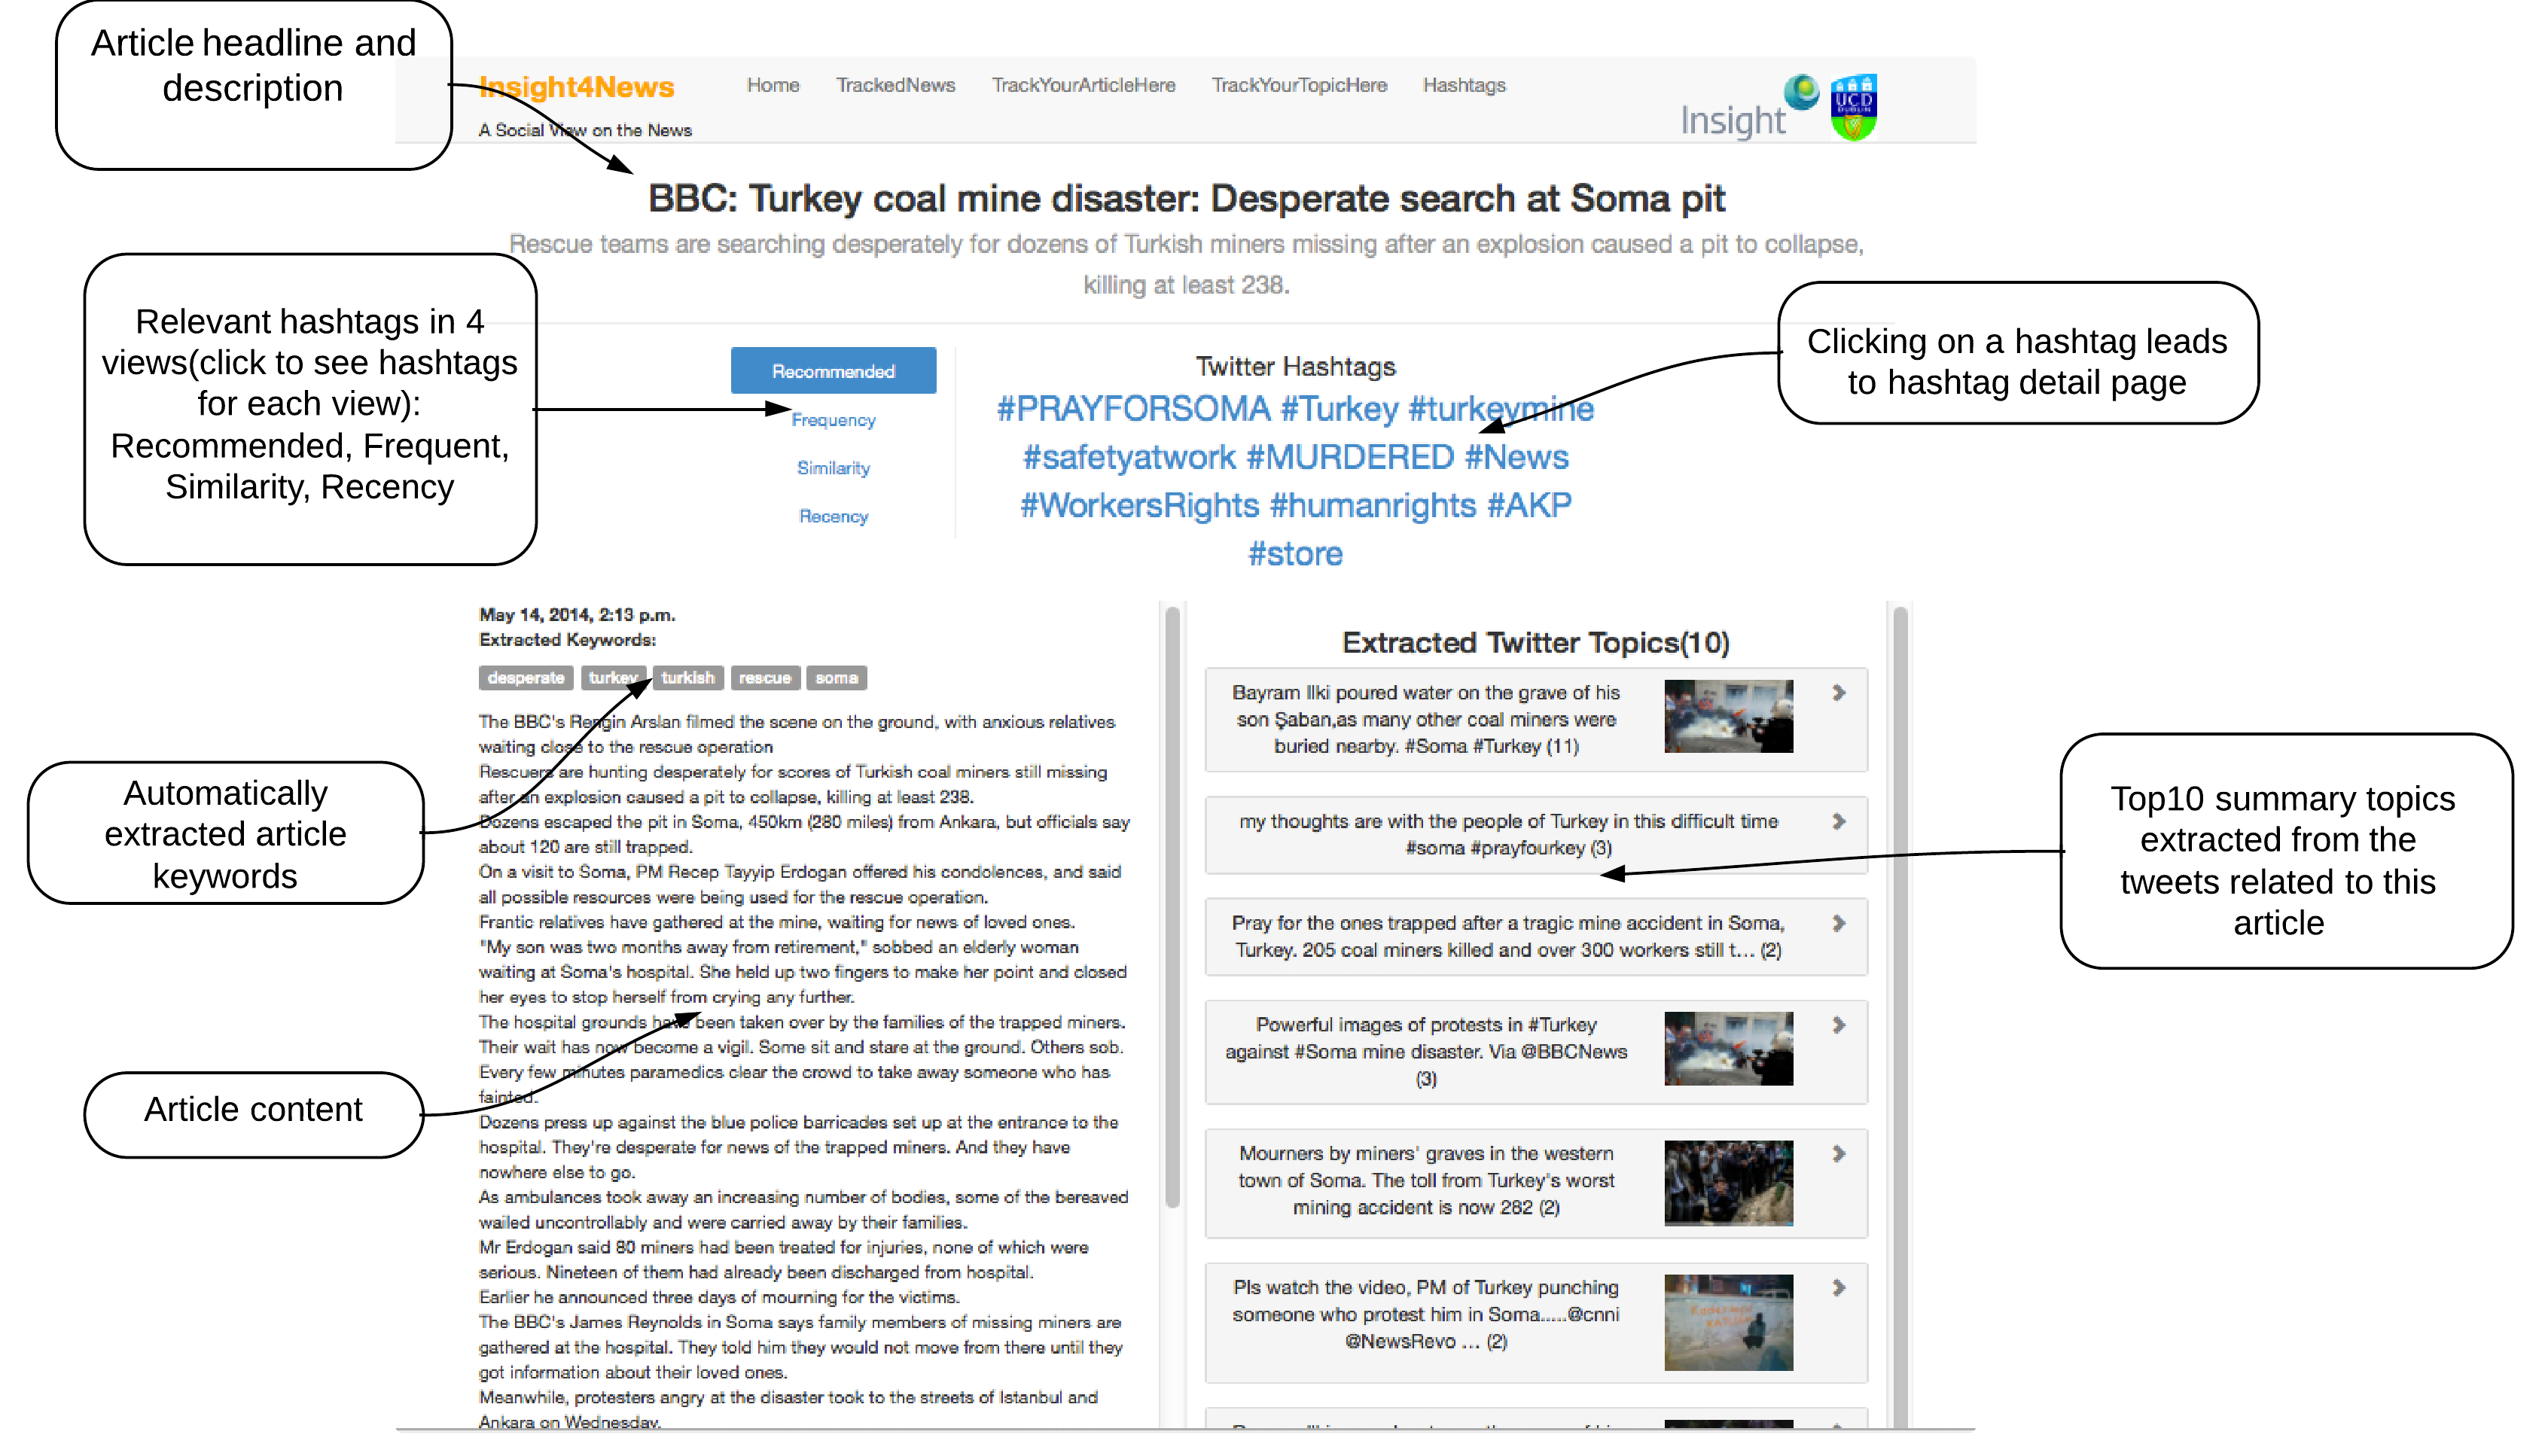 Article headline and
description
Insight4News
A Social View on the News
Home
TrackedNews
TrackYourArticleHere
TrackYourTopicHere
Hashtags
Insight
UCD
DUBLIN
BBC: Turkey coal mine disaster: Desperate search at Soma pit
Rescue teams are searching desperately for dozens of Turkish miners missing after an explosion caused a pit to collapse,
killing at least 238.
Relevant hashtags in 4
views(click to see hashtags
for each view):
Recommended, Frequent,
Similarity, Recency
Recommended
Frequency
Similarity
Recency
Twitter Hashtags
#PRAYFORSOMA #Turkey #turkeymine
#safetyatwork #MURDERED #News
#WorkersRights #humanrights #AKP
#store
Clicking on a hashtag leads
to hashtag detail page
May 14, 2014, 2:13 p.m.
Extracted Keywords:
desperate turkey turkish rescue soma
Automatically
extracted article
keywords
Article content
The BBC's Rengin Arslan filmed the scene on the ground, with anxious relatives
waiting close to the rescue operation
Rescuers are hunting desperately for scores of Turkish coal miners still missing
after an explosion caused a pit to collapse, killing at least 238.
Dozens escaped the pit in Soma, 450km (280 miles) from Ankara, but officials say
about 120 are still trapped.
On a visit to Soma, PM Recep Tayyip Erdogan offered his condolences, and said
all possible resources were being used for the rescue operation.
Frantic relatives have gathered at the mine, waiting for news of loved ones.
"My son was two months away from retirement," sobbed an elderly woman
waiting at Soma's hospital. She held up two fingers to make her point and closed
her eyes to stop herself from crying any further.
The hospital grounds have been taken over by the families of the trapped miners.
Their wait has now become a vigil. Some sit and stare at the ground. Others sob.
Every few minutes paramedics clear the crowd to take away someone who has
fainted.
Dozens press up against the blue police barricades set up at the entrance to the
hospital. They're desperate for news of the trapped miners. And they have
nowhere else to go.
As ambulances took away an increasing number of bodies, some of the bereaved
wailed uncontrollably and were carried away by their families.
Mr Erdogan said 80 miners had been treated for injuries, none of which were
serious. Nineteen of them had already been discharged from hospital.
Earlier he announced three days of mourning for the victims.
The BBC's James Reynolds in Soma says family members of missing miners are
gathered at the hospital. They told him they would not move from there until they
got information about their loved ones.
Meanwhile, protesters angry at the disaster took to the streets of Istanbul and
Ankara on Wednesday.
Extracted Twitter Topics(10)
Bayram Ilki poured water on the grave of his
son Şaban,as many other coal miners were
buried nearby. #Soma #Turkey (11)
my thoughts are with the people of Turkey in this difficult time
#soma #prayfourkey (3)
Pray for the ones trapped after a tragic mine accident in Soma,
Turkey. 205 coal miners killed and over 300 workers still t... (2)
Powerful images of protests in #Turkey
against #Soma mine disaster. Via @BBCNews
(3)
Mourners by miners' graves in the western
town of Soma. The toll from Turkey's worst
mining accident is now 282 (2)
Pls watch the video, PM of Turkey punching
someone who protest him in Soma.....@cnni
@NewsRevo ... (2)
Top10 summary topics
extracted from the
tweets related to this
article